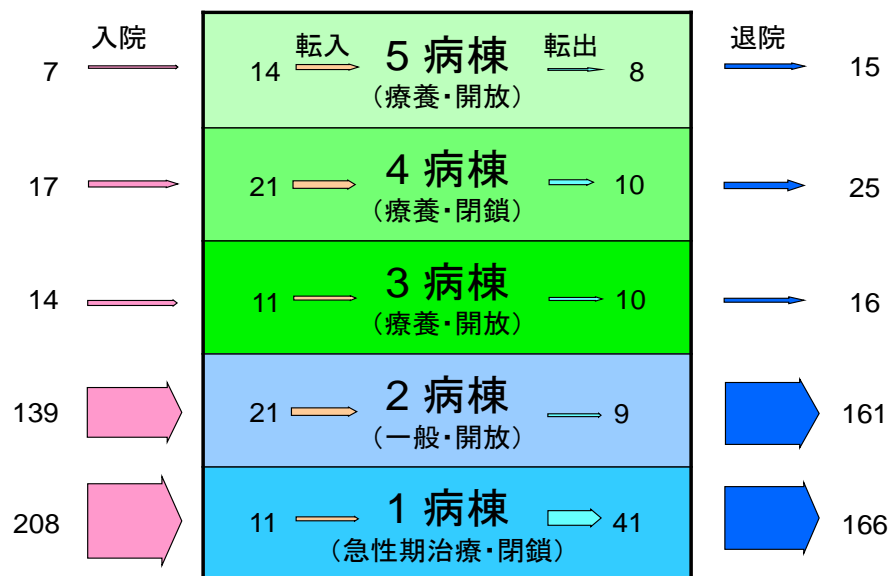 入院 転入 5 病棟 転出 退院
7 14 (療養・開放) 8 15
4 病棟
17 21 (療養・閉鎖) 10 25
3 病棟
14 11 (療養・開放) 10 16
2 病棟
139 21 (一般・開放) 9 161
1 病棟
208 11 (急性期治療・閉鎖) 41 166